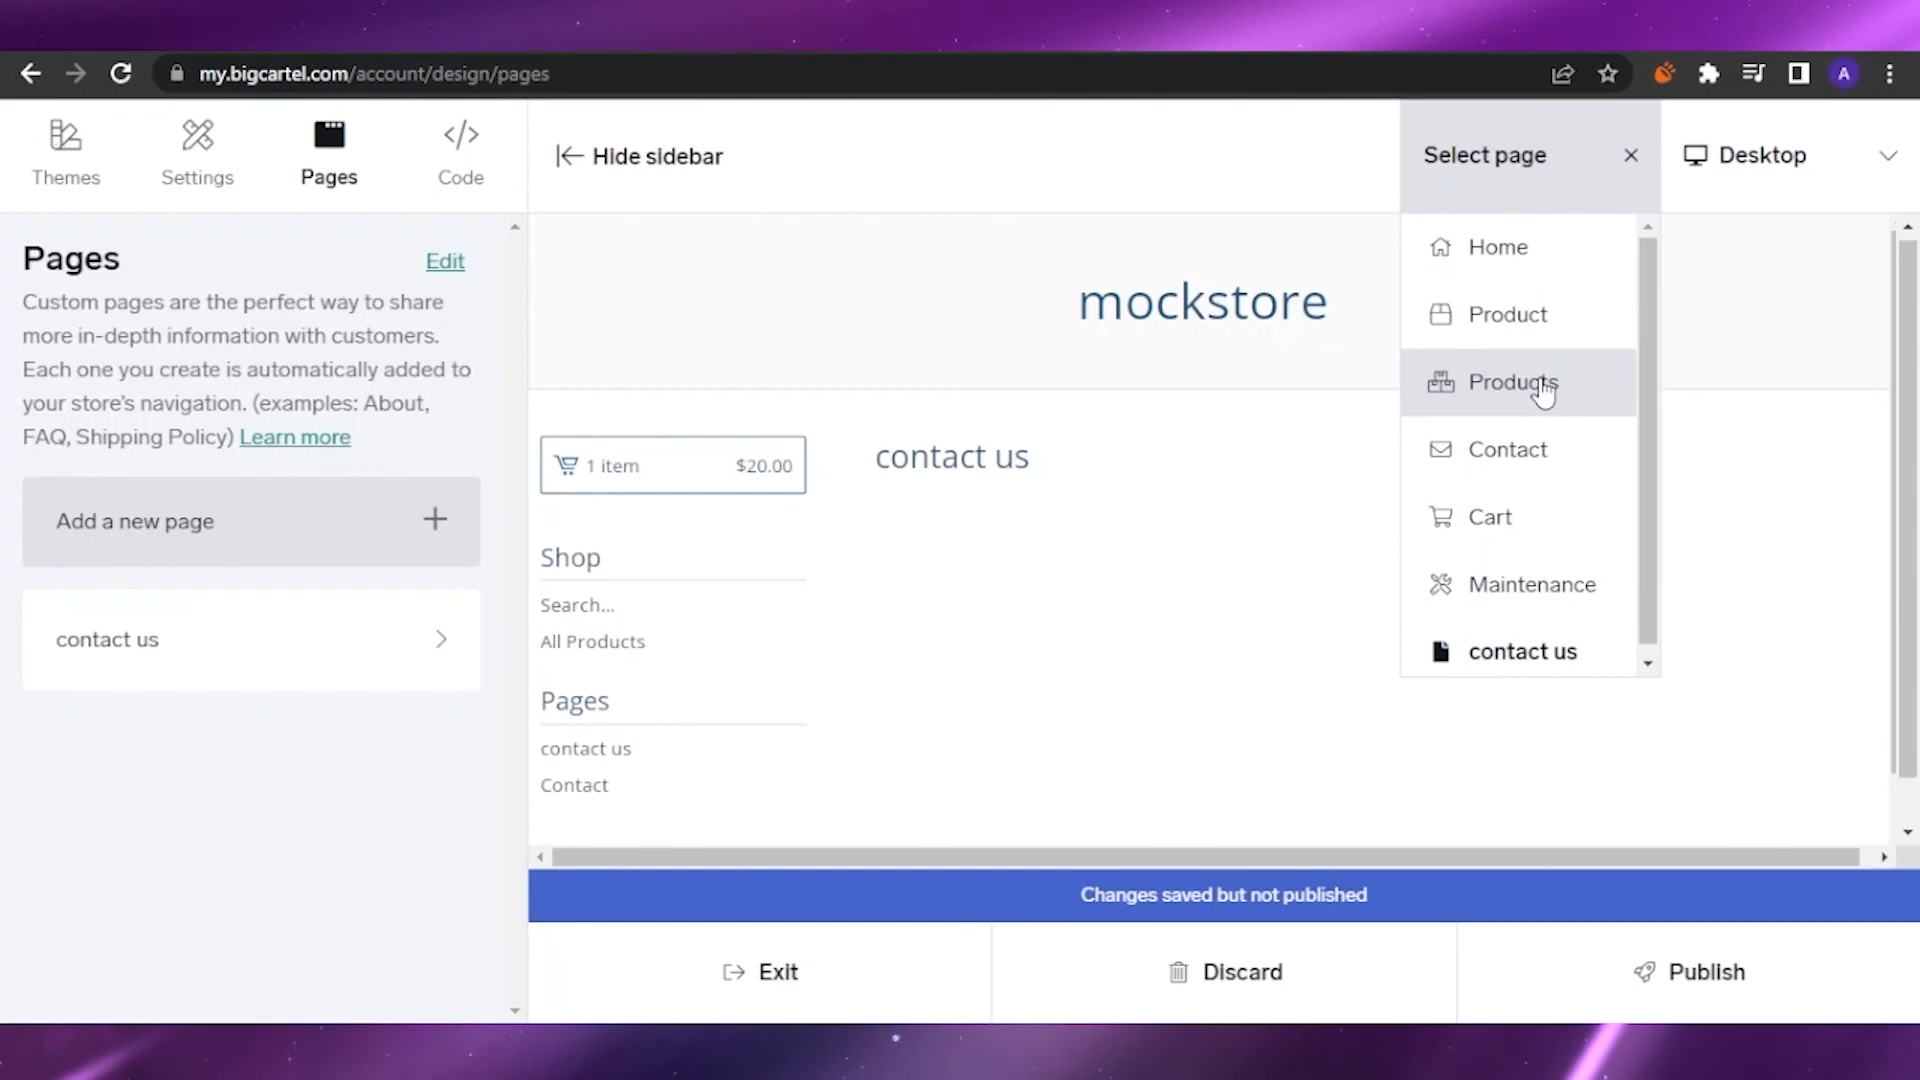 my.bigcartel.com/account/design/pages
A
Themes
Settings
Pages
Code
Hide sidebar
Select page
Desktop
Pages
Edit
Custom pages are the perfect way to share
more in-depth information with customers.
Each one you create is automatically added to
your store's navigation. (examples: About,
FAQ, Shipping Policy) Learn more
Add a new page
contact us
mockstore
1 item $20.00
contact us
Shop
Search...
All Products
Pages
contact us
Contact
Home
Product
Products
Contact
Cart
Maintenance
contact us
Changes saved but not published
Exit
Discard
Publish